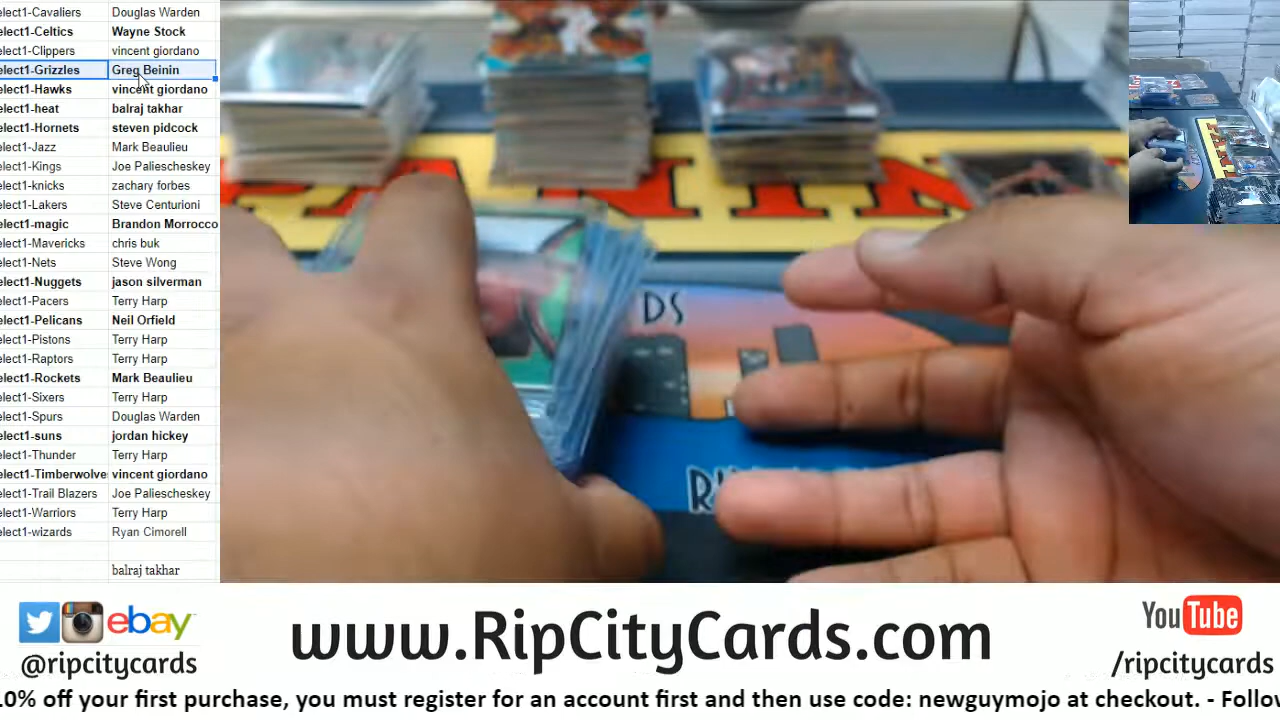 elect1-Cavaliers Douglas Warden
elect1-Celtics Wayne Stock
elect1-Clippers vincent giordano
elect1-Grizzles Greg Beinin
elect1-Hawks vincent giordano
elect1-heat balraj takhar
elect1-Hornets steven pidcock
elect1-Jazz Mark Beaulieu
elect1-Kings Joe Paliescheskey
elect1-knicks zachary forbes
elect1-Lakers Steve Centurioni
elect1-magic Brandon Morrocco
elect1-Mavericks chris buk
elect1-Nets Steve Wong
elect1-Nuggets jason silverman
elect1-Pacers Terry Harp
elect1-Pelicans Neil Orfield
elect1-Pistons Terry Harp
elect1-Raptors Terry Harp
elect1-Rockets Mark Beaulieu
elect1-Sixers Terry Harp
elect1-Spurs Douglas Warden
elect1-suns jordan hickey
elect1-Thunder Terry Harp
elect1-Timberwolve vincent giordano
elect1-Trail Blazers Joe Paliescheskey
elect1-Warriors Terry Harp
elect1-wizards Ryan Cimorell
balraj takhar
DS
ebay
@ripcitycards
www.RipCityCards.com
YouTube
/ripcitycards
.0% off your first purchase, you must register for an account first and then use code: newguymojo at checkout. - Follo